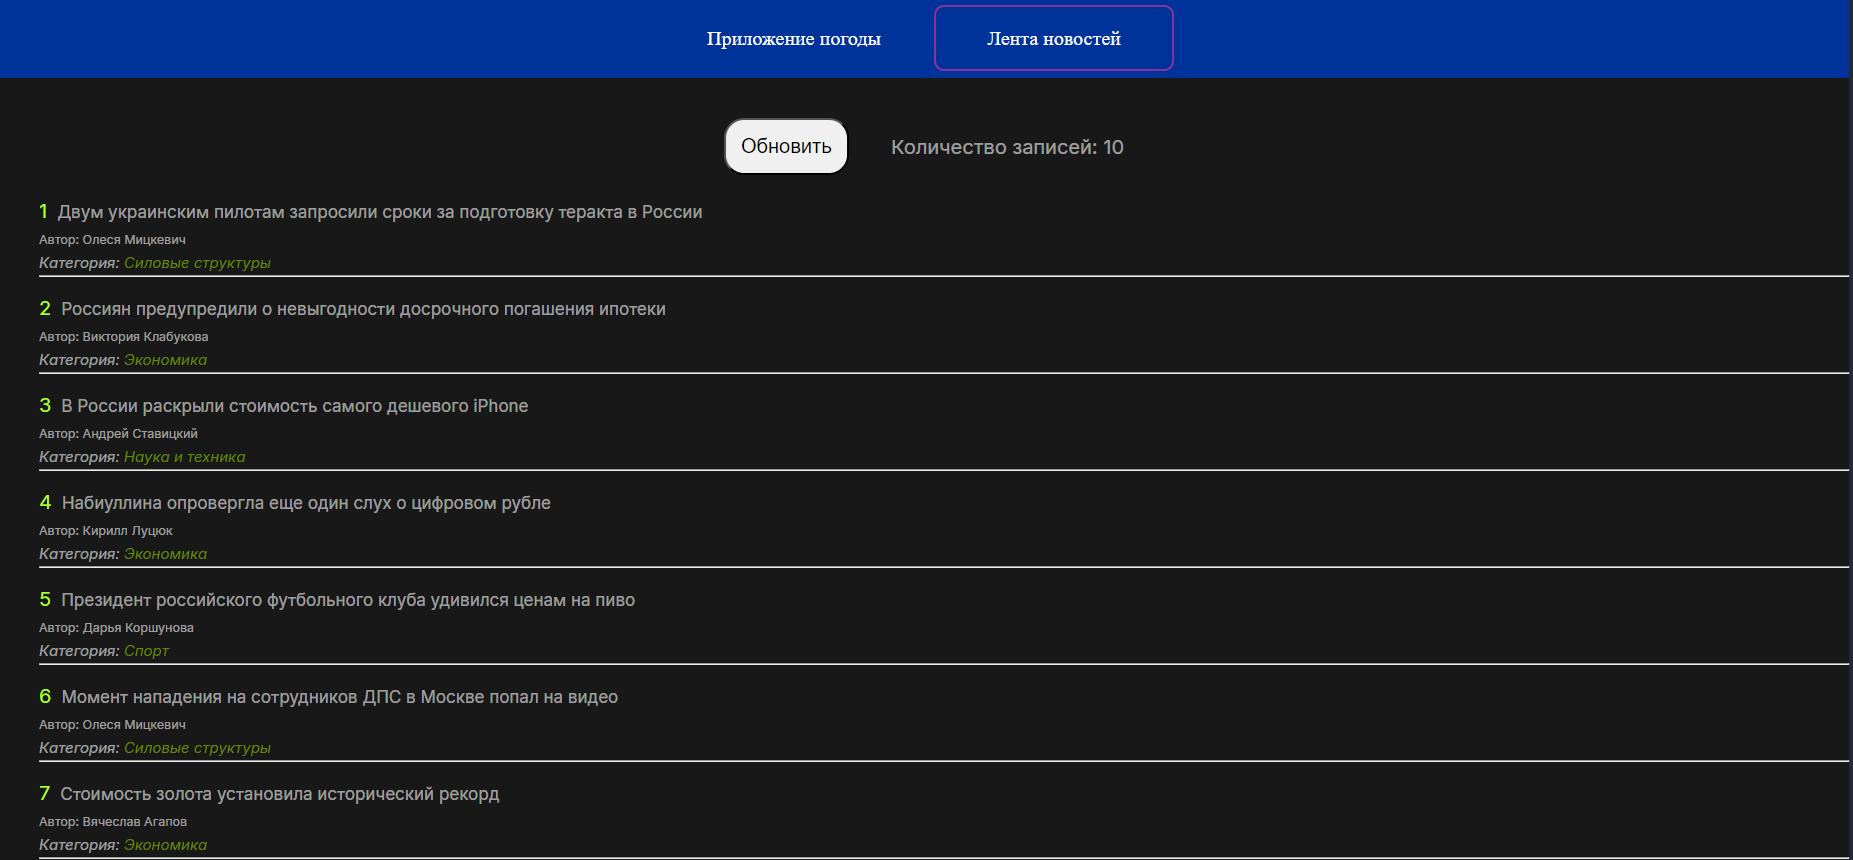 Приложение погоды Лента новостей
Обновить Количество записей: 10
1 Двум украинским пилотам запросили сроки за подготовку теракта в России
Автор: Олеся Мицкевич
Категория: Силовые структуры
2 Россиян предупредили о невыгодности досрочного погашения ипотеки
Автор: Виктория Клабукова
Категория: Экономика
3 В России раскрыли стоимость самого дешевого iPhone
Автор: Андрей Ставицкий
Категория: Наука и техника
4 Набиуллина опровергла еще один слух о цифровом рубле
Автор: Кирилл Луцюк
Категория: Экономика
5 Президент российского футбольного клуба удивился ценам на пиво
Автор: Дарья Коршунова
Категория: Спорт
6 Момент нападения на сотрудников ДПС в Москве попал на видео
Автор: Олеся Мицкевич
Категория: Силовые структуры
7 Стоимость золота установила исторический рекорд
Автор: Вячеслав Агапов
Категория: Экономика